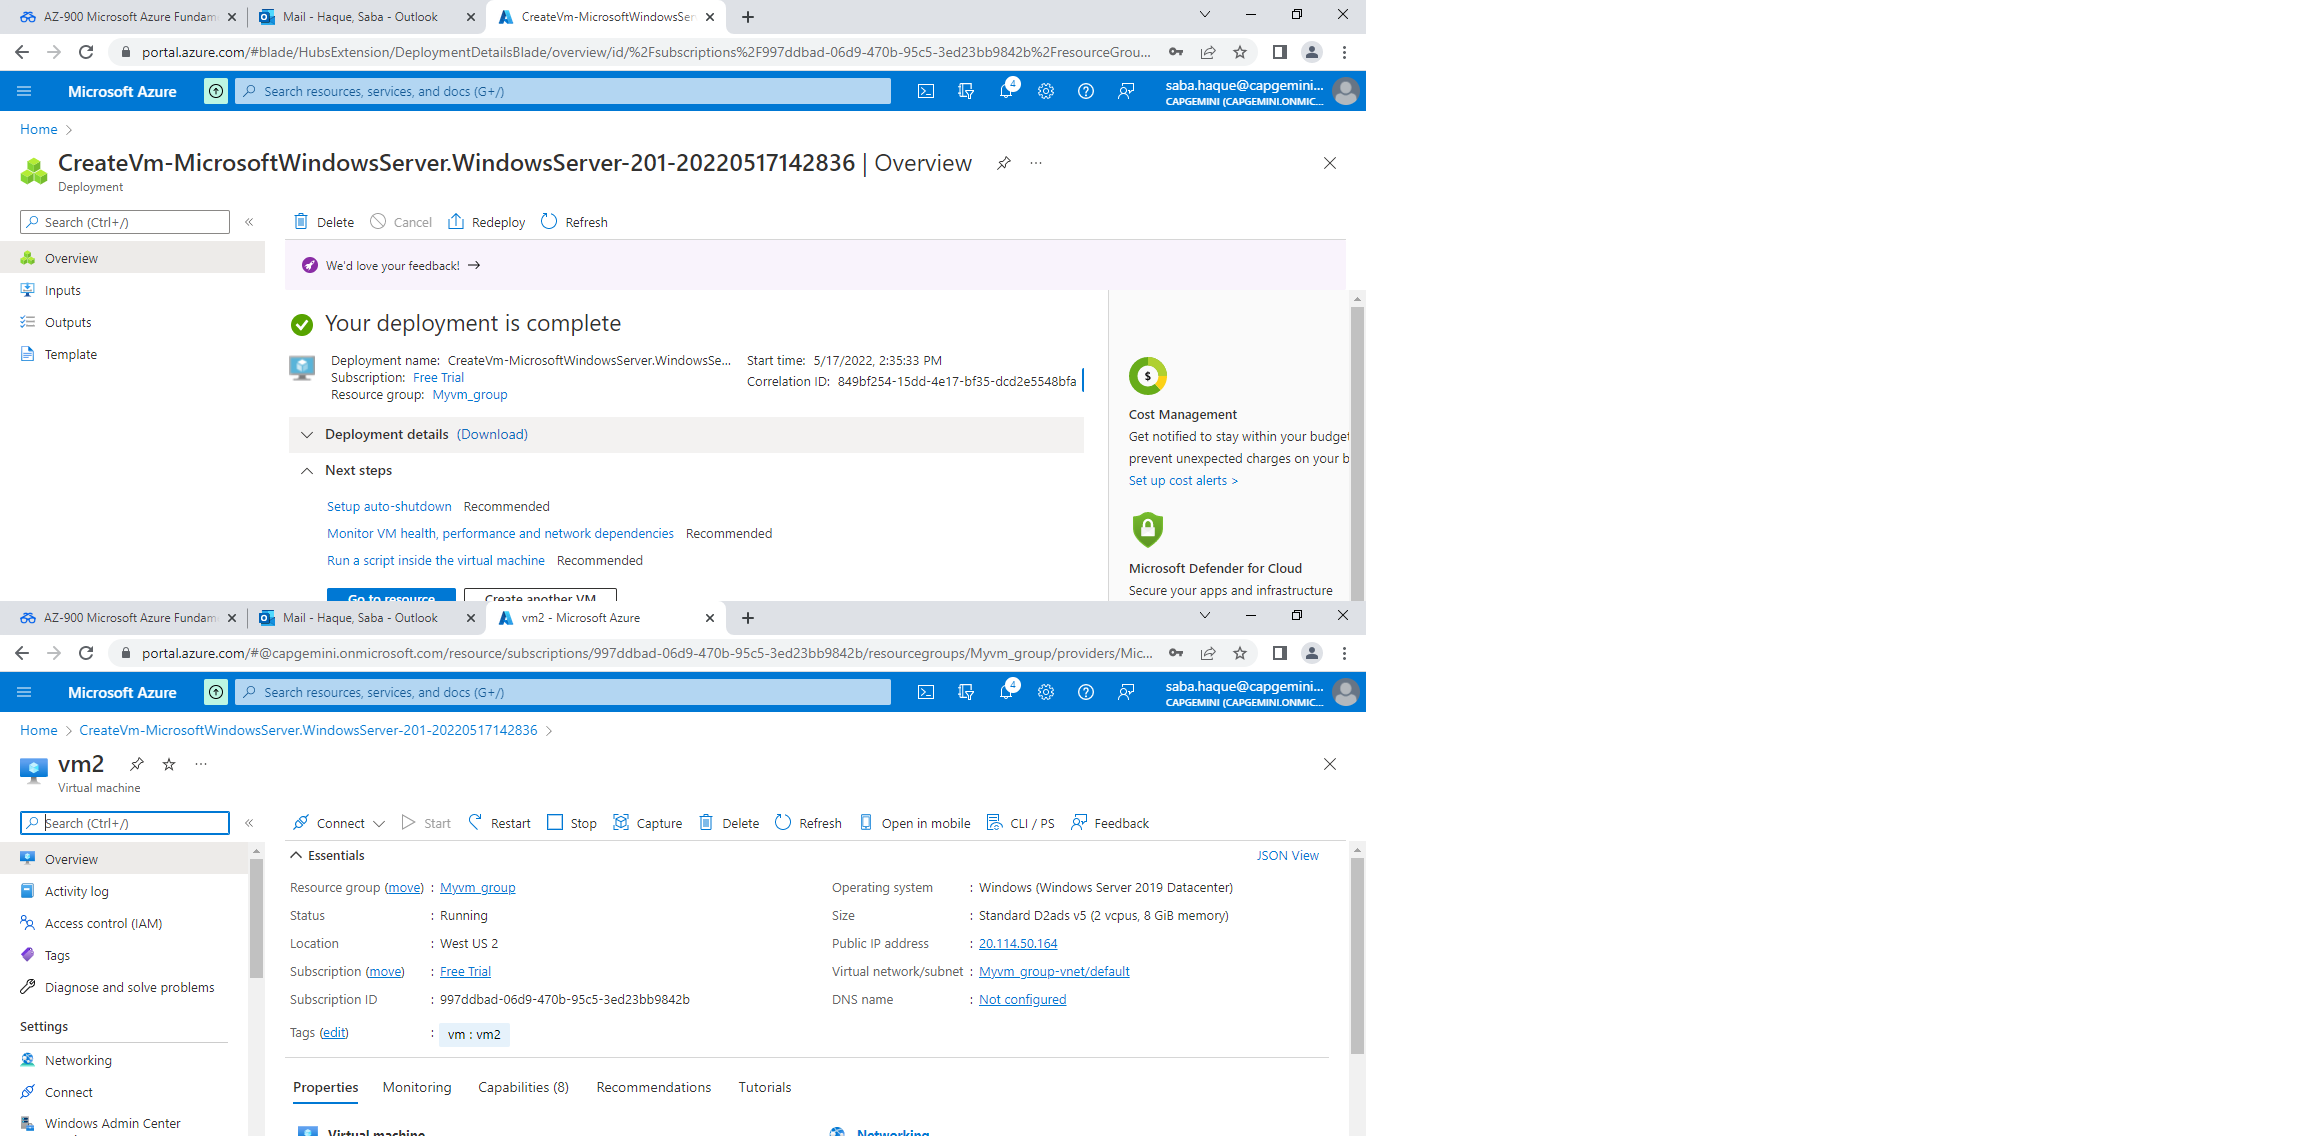 AZ-900 Microsoft Azure Fundam
Mail - Haque, Saba - Outlook
CreateVm-MicrosoftWindowsSer
portal.azure.com/#blade/HubsExtension/DeploymentDetailsBlade/overview/id/%2Fsubscriptions%2F997ddbad-06d9-470b-95c5-3ed23bb9842b%2FresourceGrou...
Microsoft Azure
Search resources, services, and docs (G+/)
4
saba.haque@capgemini...
CAPGEMINI (CAPGEMINI.ONMIC...
Home
CreateVm-MicrosoftWindowsServer.WindowsServer-201-20220517142836 | Overview
Deployment
Search (Ctrl+/)
Delete Cancel Redeploy Refresh
Overview
Inputs
Outputs
Template
We'd love your feedback!
Your deployment is complete
Deployment name: CreateVm-MicrosoftWindowsServer.WindowsSe...
Subscription: Free Trial
Resource group: Myvm_group
Start time: 5/17/2022, 2:35:33 PM
Correlation ID: 849bf254-15dd-4e17-bf35-dcd2e5548bfa
Deployment details (Download)
Next steps
Setup auto-shutdown Recommended
Monitor VM health, performance and network dependencies Recommended
Run a script inside the virtual machine Recommended
Go to resource Create another VM
$
Cost Management
Get notified to stay within your budget
prevent unexpected charges on your b
Set up cost alerts >
Microsoft Defender for Cloud
Secure your apps and infrastructure
AZ-900 Microsoft Azure Fundam
Mail - Haque, Saba - Outlook
vm2 - Microsoft Azure
portal.azure.com/#@capgemini.onmicrosoft.com/resource/subscriptions/997ddbad-06d9-470b-95c5-3ed23bb9842b/resourcegroups/Myvm_group/providers/Mic...
Microsoft Azure
Search resources, services, and docs (G+/)
4
saba.haque@capgemini...
CAPGEMINI (CAPGEMINI.ONMIC...
Home CreateVm-MicrosoftWindowsServer.WindowsServer-201-20220517142836
vm2
Virtual machine
Search (Ctrl+/)
Connect Start Restart Stop Capture Delete Refresh Open in mobile CLI / PS Feedback
Overview
Activity log
Access control (IAM)
Tags
Diagnose and solve problems
Settings
Networking
Connect
Windows Admin Center
Essentials
JSON View
Resource group (move) : Myvm_group
Status : Running
Location : West US 2
Subscription (move) : Free Trial
Subscription ID : 997ddbad-06d9-470b-95c5-3ed23bb9842b
Tags (edit) : vm : vm2
Operating system : Windows (Windows Server 2019 Datacenter)
Size : Standard D2ads v5 (2 vcpus, 8 GiB memory)
Public IP address : 20.114.50.164
Virtual network/subnet : Myvm_group-vnet/default
DNS name : Not configured
Properties Monitoring Capabilities (8) Recommendations Tutorials
Virtual machine
Networking